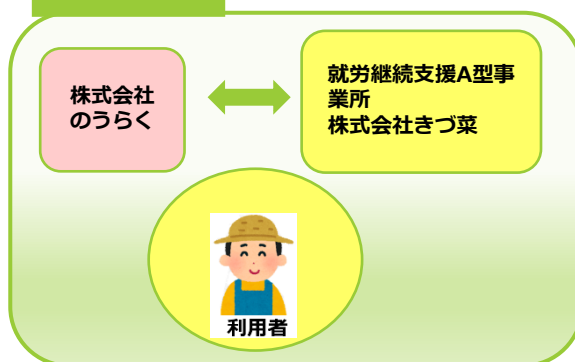 株式会社
のうらく
就労継続支援A型事
業所
株式会社きづ菜
利用者